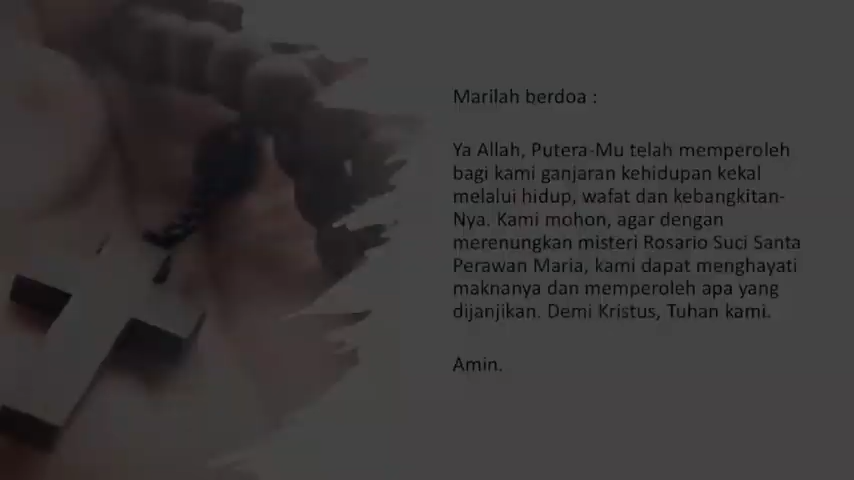 Marilah berdoa :
Ya Allah, Putera-Mu telah memperoleh
bagi kami ganjaran kehidupan kekal
melalui hidup, wafat dan kebangkitan-
Nya. Kami mohon, agar dengan
merenungkan misteri Rosario Suci Santa
Perawan Maria, kami dapat menghayati
maknanya dan memperoleh apa yang
dijanjikan. Demi Kristus, Tuhan kami.
Amin.